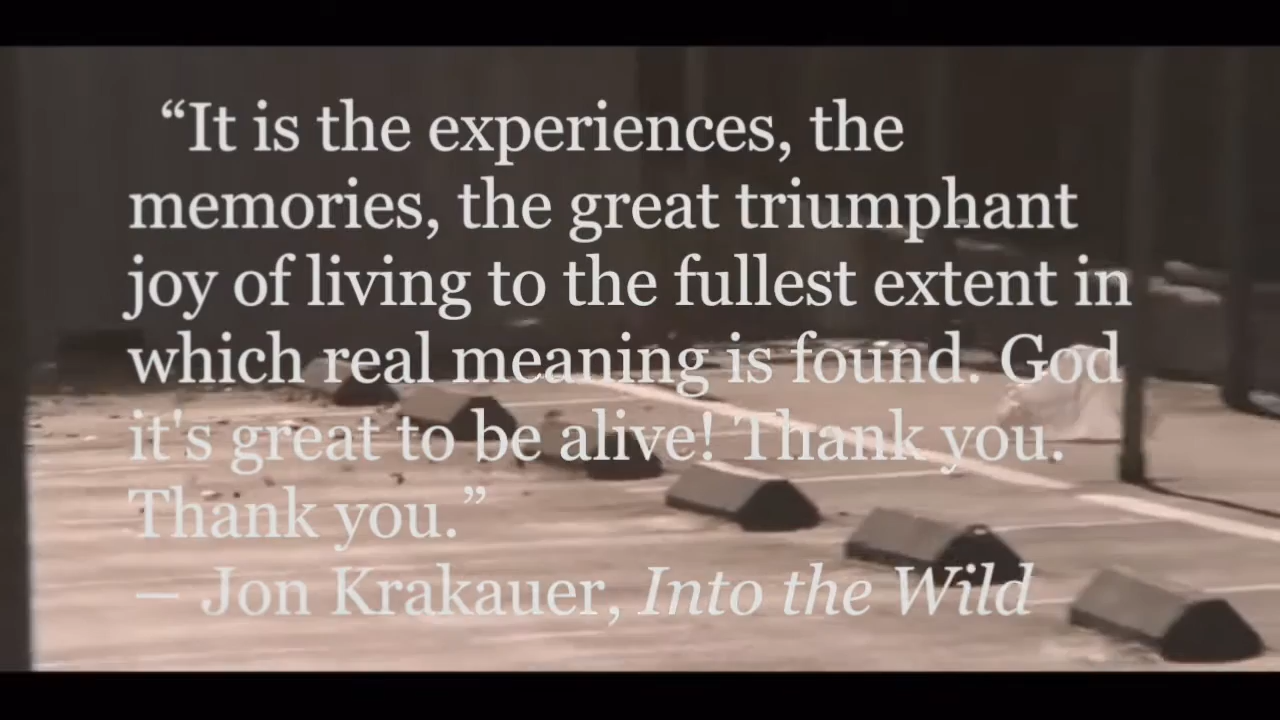 “It is the experiences, the
memories, the great triumphant
joy of living to the fullest extent in
which real meaning is found. God
it's great to be alive! Thank you.
Thank you.”
— Jon Krakauer, Into the Wild